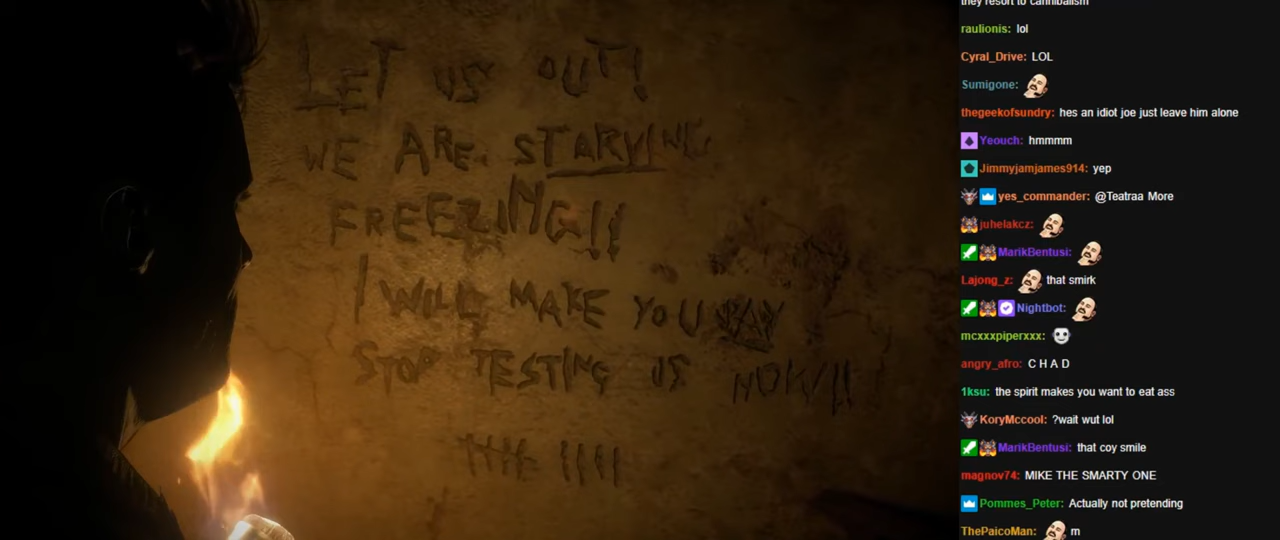 LET US OUT!
WE ARE STARVING
FREEZING!!
I WILL MAKE YOU PAY
STOP TESTING US NOW!!
they resort to cannibalism
raulionis: lol
Cyral_Drive: LOL
Sumigone:
thegeekofsundry: hes an idiot joe just leave him alone
Yeouch: hmmmm
Jimmyjamjames914: yep
yes_commander: @Teatraa More
juhelakcz:
MarikBentusi:
Lajong_z: that smirk
Nightbot:
mcxxxpiperxxx:
angry_afro: C H A D
1ksu: the spirit makes you want to eat ass
KoryMccool: ?wait wut lol
MarikBentusi: that coy smile
magnov74: MIKE THE SMARTY ONE
Pommes_Peter: Actually not pretending
ThePaicoMan: m